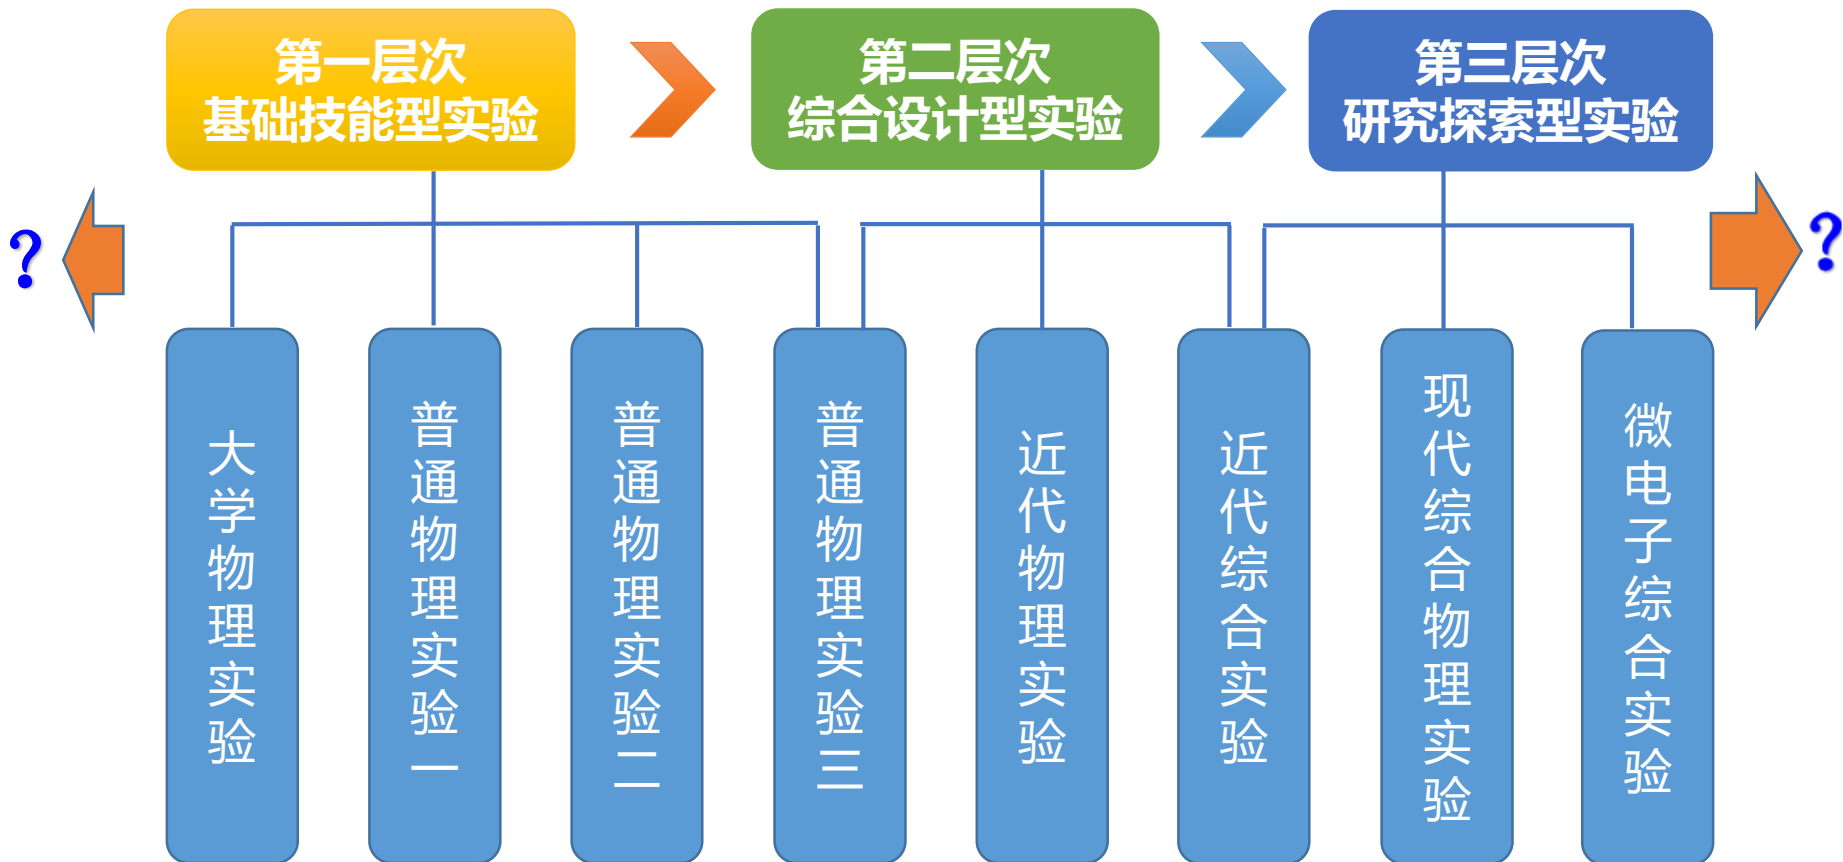 第一层次
基础技能型实验
第二层次
综合设计型实验
第三层次
研究探索型实验
?
?
大学物理实验
普通物理实验一
普通物理实验二
普通物理实验三
近代物理实验
近代综合实验
现代综合物理实验
微电子综合实验